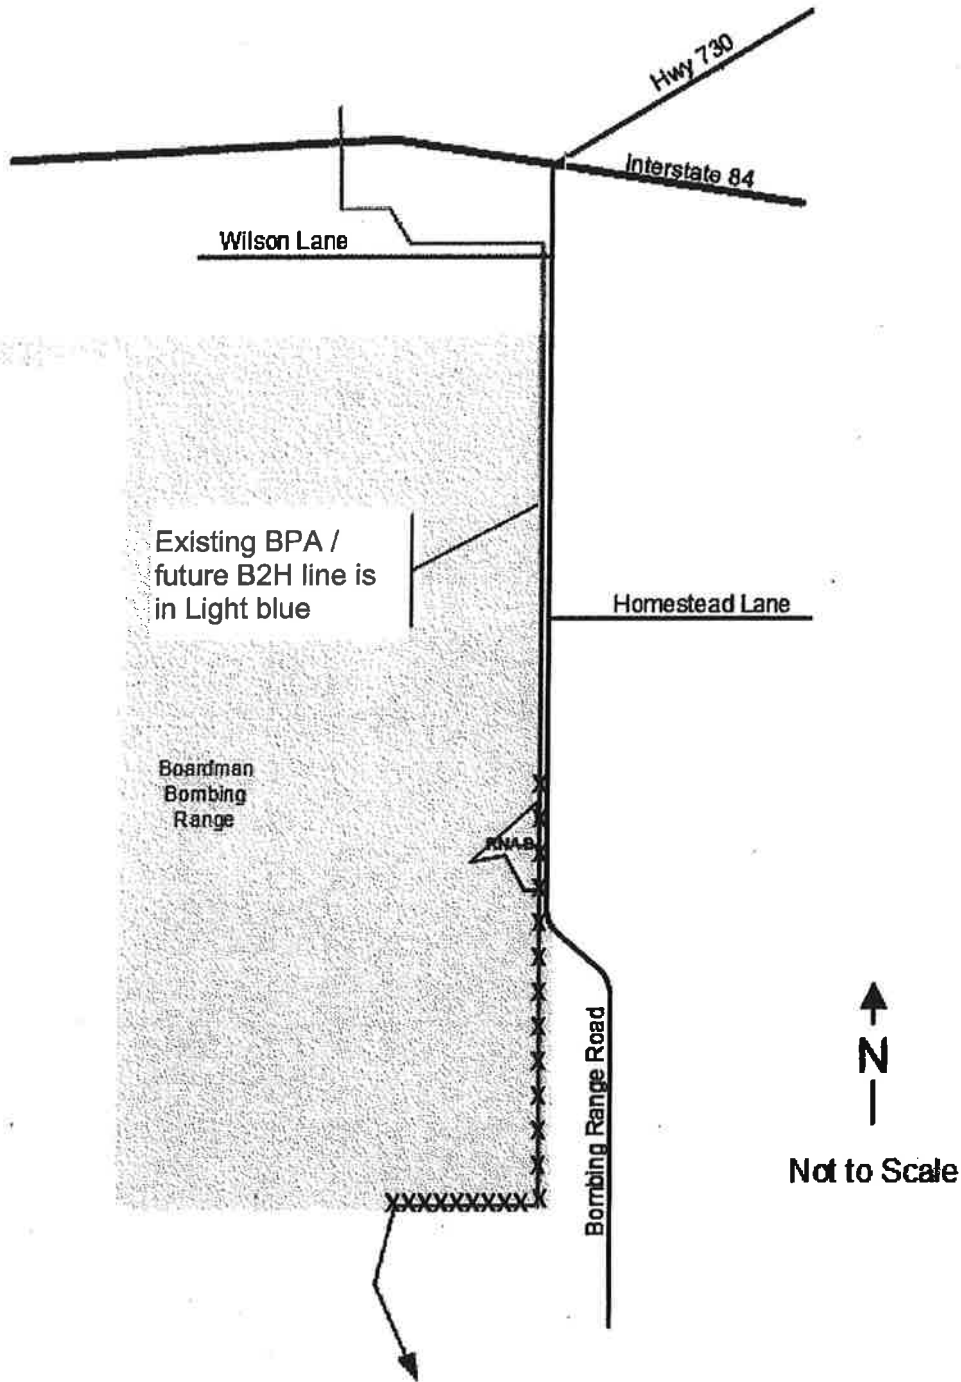 Hwy 730
Interstate 84
Wilson Lane
Existing BPA /
future B2H line is
in Light blue
Homestead Lane
Boardman
Bombing
Range
RNA B
Bombing Range Road
N
Not to Scale